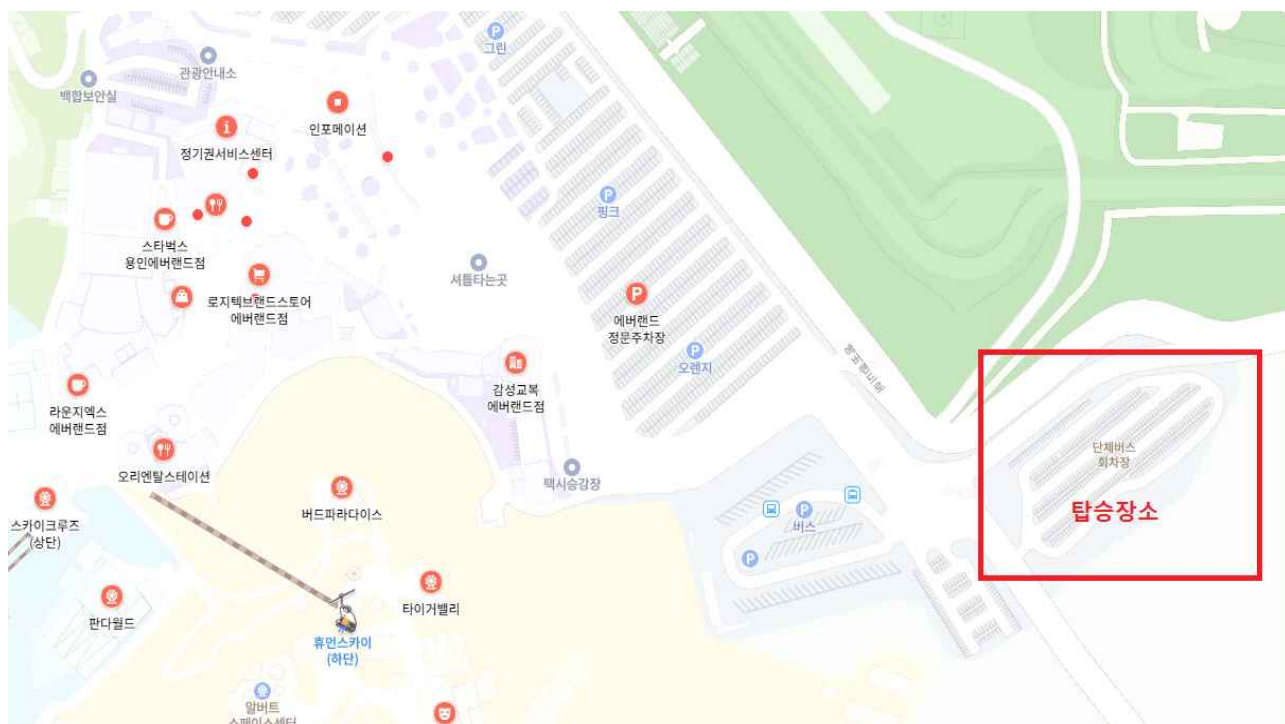 그린
관광안내소
백합보안실
인포메이션
정기권서비스센터
핑크
스타벅스
용인에버랜드점
셔틀타는곳
로지텍브랜드스토어
에버랜드점
에버랜드
정문주차장
오렌지
감성교복
에버랜드점
라운지엑스
에버랜드점
단체버스
회차장
오리엔탈스테이션
택시승강장
탑승장소
버드파라다이스
버스
스카이크루즈
(상단)
타이거밸리
판다월드
휴먼스카이
(하단)
알버트
스페이스센터